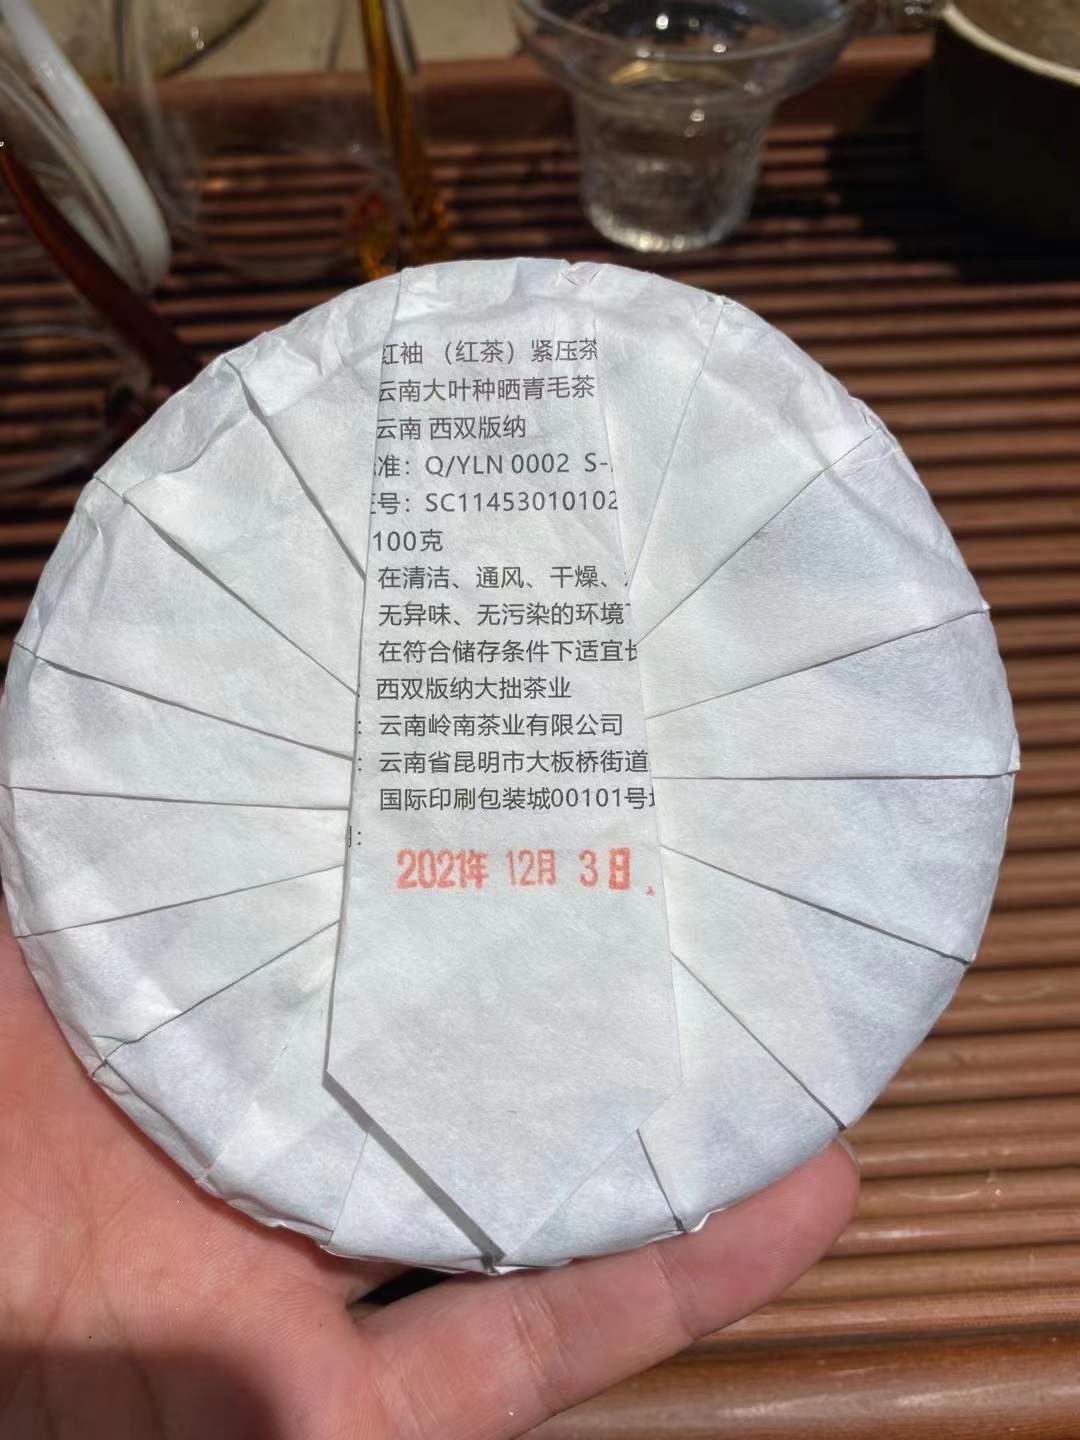 红袖 （红茶）紧压茶
云南大叶种晒青毛茶
云南 西双版纳
准：Q/YLN 0002 S-
号：SC11453010102
100克
在清洁、通风、干燥、
无异味、无污染的环境
在符合储存条件下适宜长
：西双版纳大拙茶业
：云南岭南茶业有限公司
：云南省昆明市大板桥街道
国际印刷包装城00101号
：
2021年 12月 3日